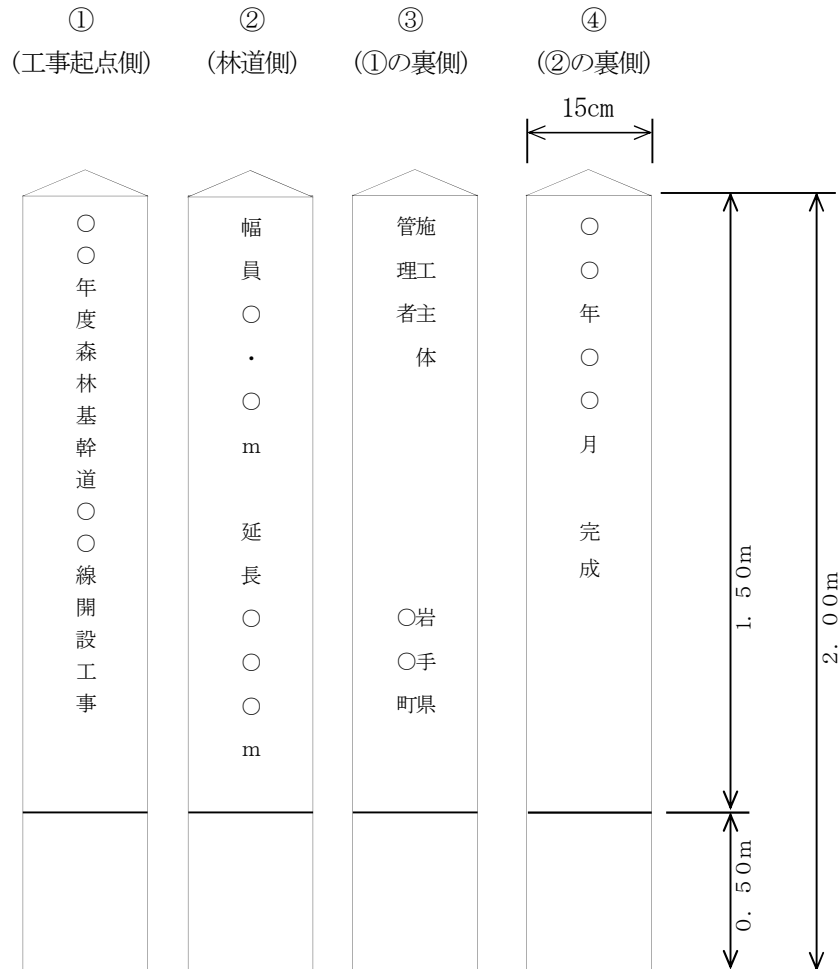 ①
(工事起点側)
②
(林道側)
③
(①の裏側)
④
(②の裏側)
15cm
○○年度森林基幹道○○線開設工事
幅員○・○m　延長○○○m
施工主体　岩手県
管理者　○○町
○○年○○月　完成
1．50m
0．50m
2．00m